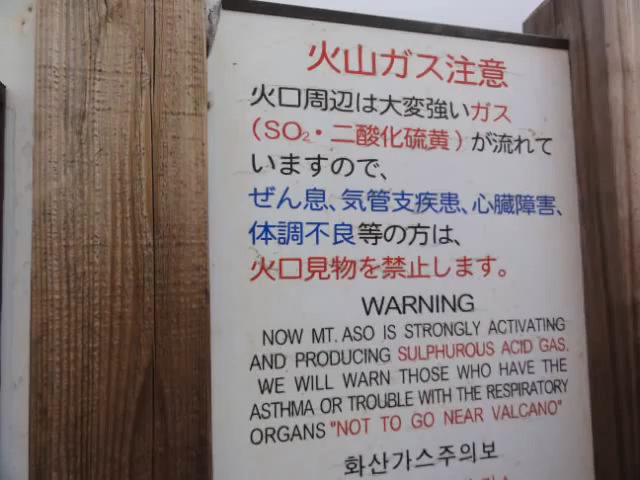 火山ガス注意
火口周辺は大変強いガス
(SO₂・二酸化硫黄)が流れて
いますので、
ぜん息、気管支疾患、心臓障害、
体調不良等の方は、
火口見物を禁止します。
WARNING
NOW MT. ASO IS STRONGLY ACTIVATING
AND PRODUCING SULPHUROUS ACID GAS.
WE WILL WARN THOSE WHO HAVE THE
ASTHMA OR TROUBLE WITH THE RESPIRATORY
ORGANS "NOT TO GO NEAR VALCANO"
화산가스주의보